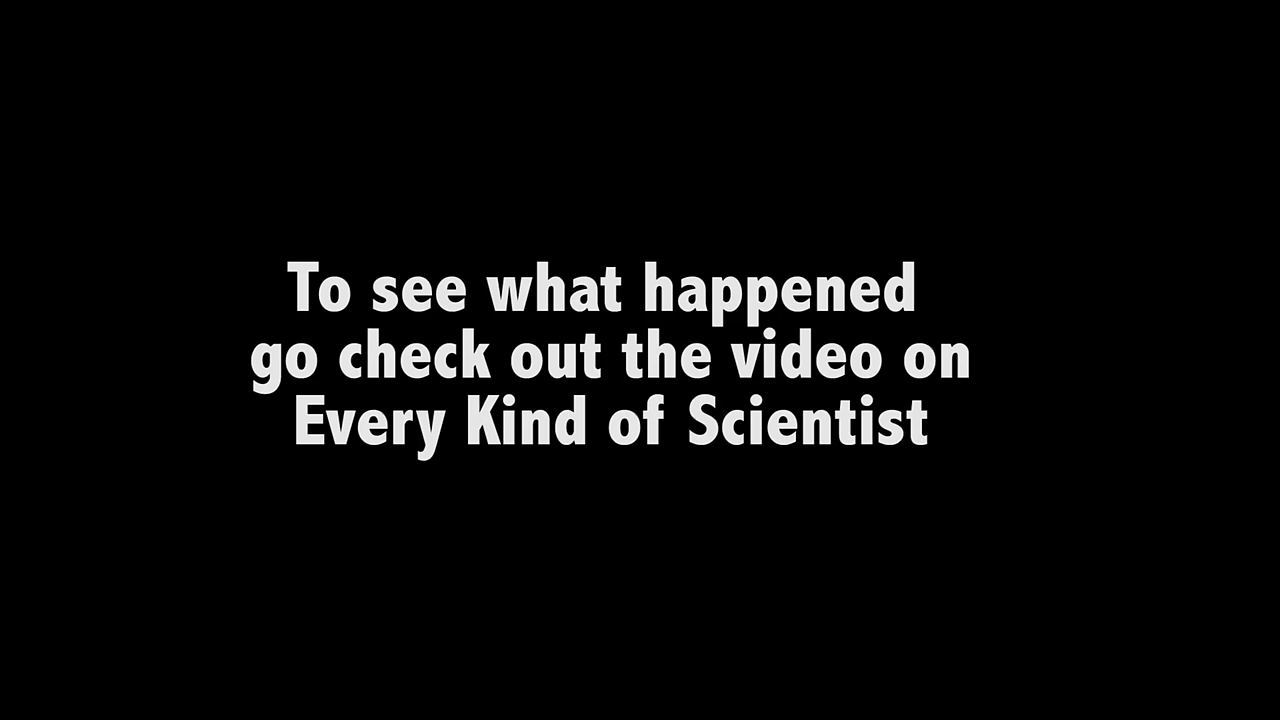 To see what happened
go check out the video on
Every Kind of Scientist